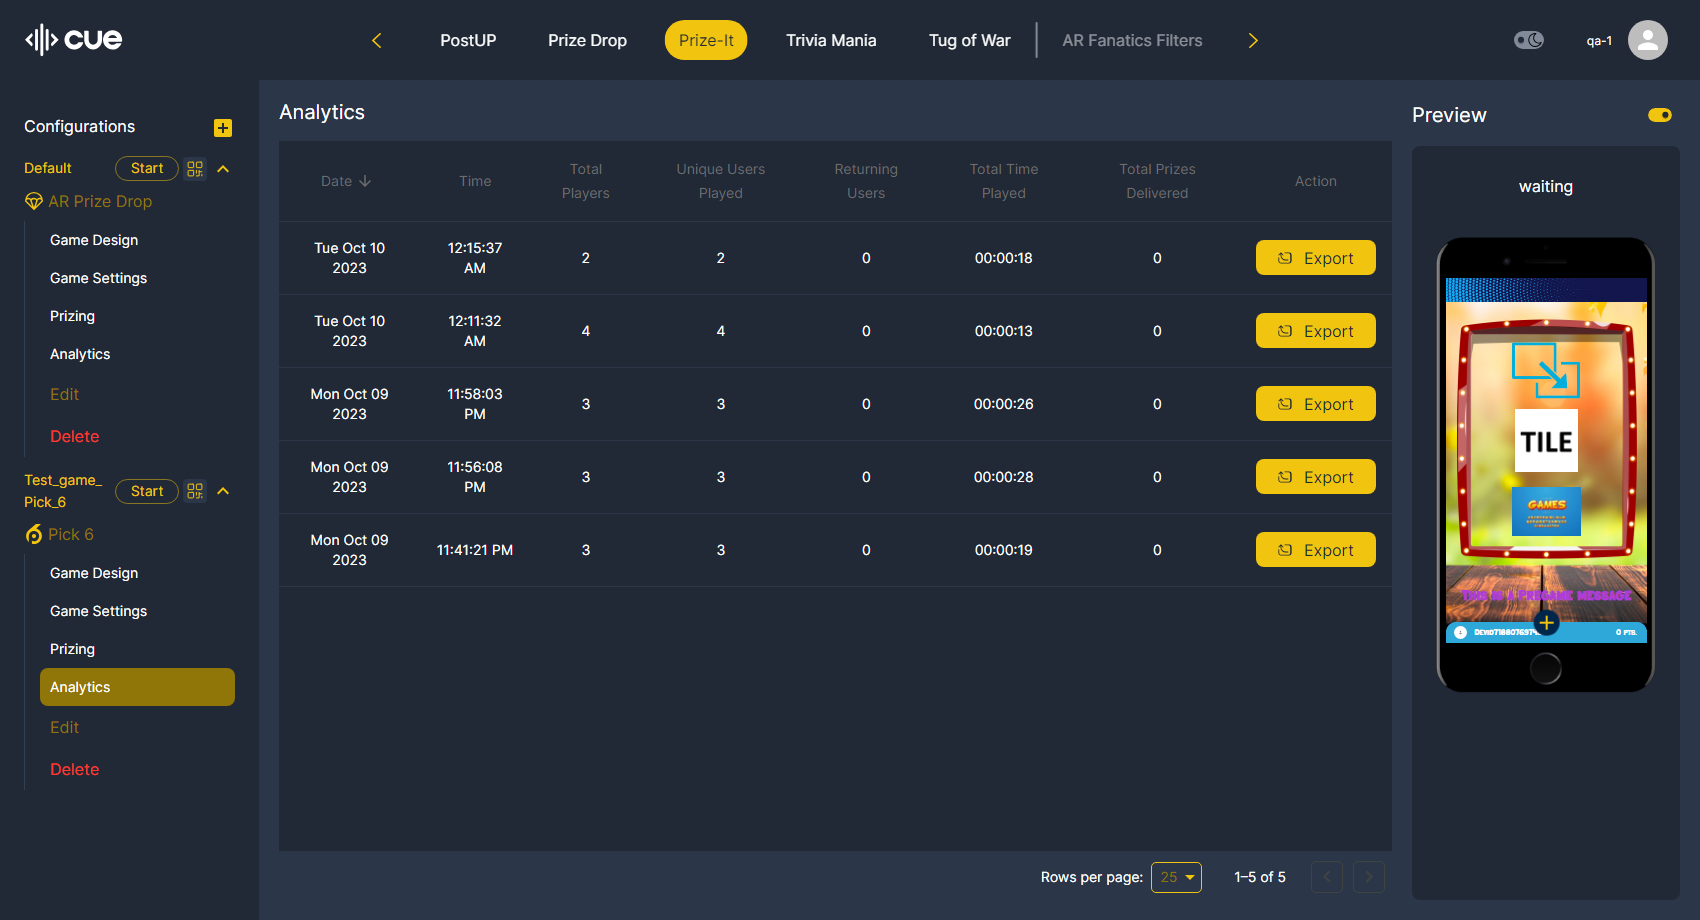 cue
PostUP
Prize Drop
Prize-It
Trivia Mania
Tug of War
AR Fanatics Filters
qa-1
Configurations
Default
Start
AR Prize Drop
Game Design
Game Settings
Prizing
Analytics
Edit
Delete
Test_game_
Pick_6
Start
Pick 6
Game Design
Game Settings
Prizing
Analytics
Edit
Delete
Analytics
Date
Time
Total
Players
Unique Users
Played
Returning
Users
Total Time
Played
Total Prizes
Delivered
Action
Tue Oct 10
2023
12:15:37
AM
2
2
0
00:00:18
0
Export
Tue Oct 10
2023
12:11:32
AM
4
4
0
00:00:13
0
Export
Mon Oct 09
2023
11:58:03
PM
3
3
0
00:00:26
0
Export
Mon Oct 09
2023
11:56:08
PM
3
3
0
00:00:28
0
Export
Mon Oct 09
2023
11:41:21 PM
3
3
0
00:00:19
0
Export
Rows per page:
25
1–5 of 5
Preview
waiting
TILE
GAMES
This is a Pregame message
0 PTS.